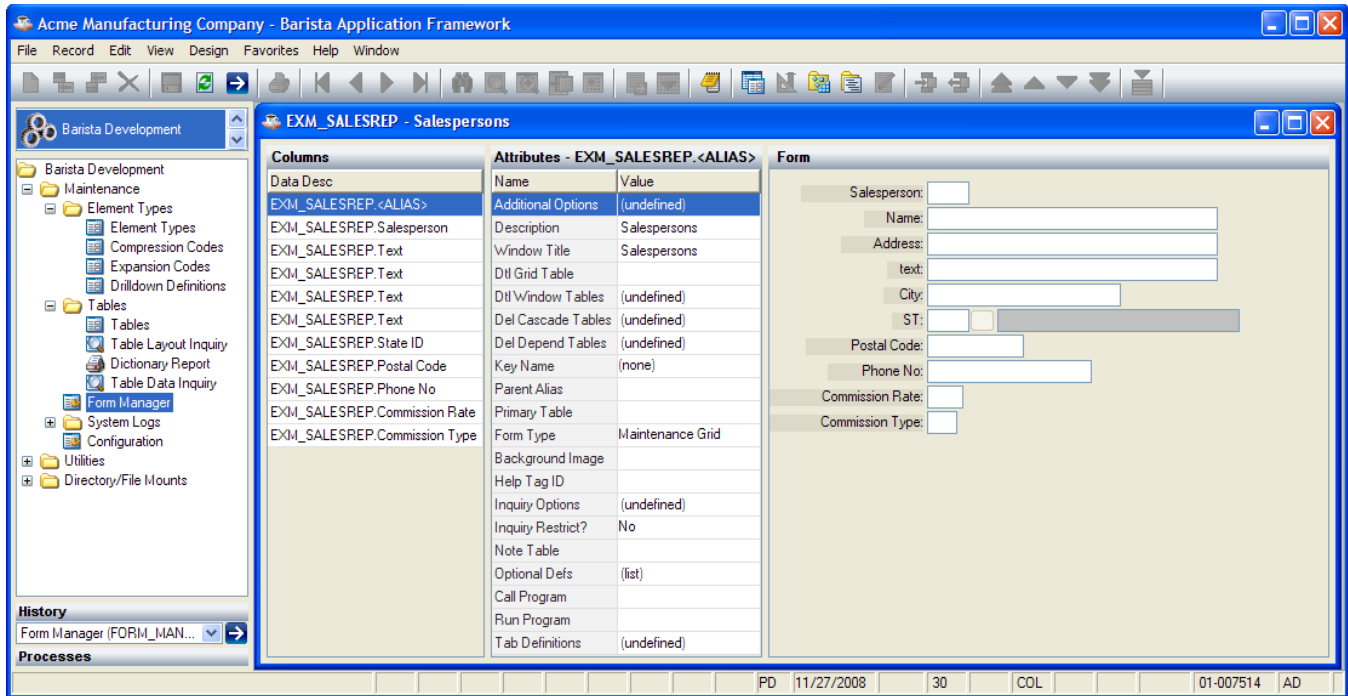 Acme Manufacturing Company - Barista Application Framework
File Record Edit View Design Favorites Help Window
Barista Development
Barista Development
Maintenance
Element Types
Element Types
Compression Codes
Expansion Codes
Drilldown Definitions
Tables
Tables
Table Layout Inquiry
Dictionary Report
Table Data Inquiry
Form Manager
System Logs
Configuration
Utilities
Directory/File Mounts
History
Form Manager (FORM_MAN...
Processes
EXM_SALESREP - Salespersons
Columns
Data Desc
EXM_SALESREP.<ALIAS>
EXM_SALESREP.Salesperson
EXM_SALESREP.Text
EXM_SALESREP.Text
EXM_SALESREP.Text
EXM_SALESREP.Text
EXM_SALESREP.State ID
EXM_SALESREP.Postal Code
EXM_SALESREP.Phone No
EXM_SALESREP.Commission Rate
EXM_SALESREP.Commission Type
Attributes - EXM_SALESREP.<ALIAS>
Name Value
Additional Options (undefined)
Description Salespersons
Window Title Salespersons
Dtl Grid Table
Dtl Window Tables (undefined)
Del Cascade Tables (undefined)
Del Depend Tables (undefined)
Key Name (none)
Parent Alias
Primary Table
Form Type Maintenance Grid
Background Image
Help Tag ID
Inquiry Options (undefined)
Inquiry Restrict? No
Note Table
Optional Defs (list)
Call Program
Run Program
Tab Definitions (undefined)
Form
Salesperson:
Name:
Address:
text:
City:
ST:
Postal Code:
Phone No:
Commission Rate:
Commission Type:
PD 11/27/2008 30 COL 01-007514 AD